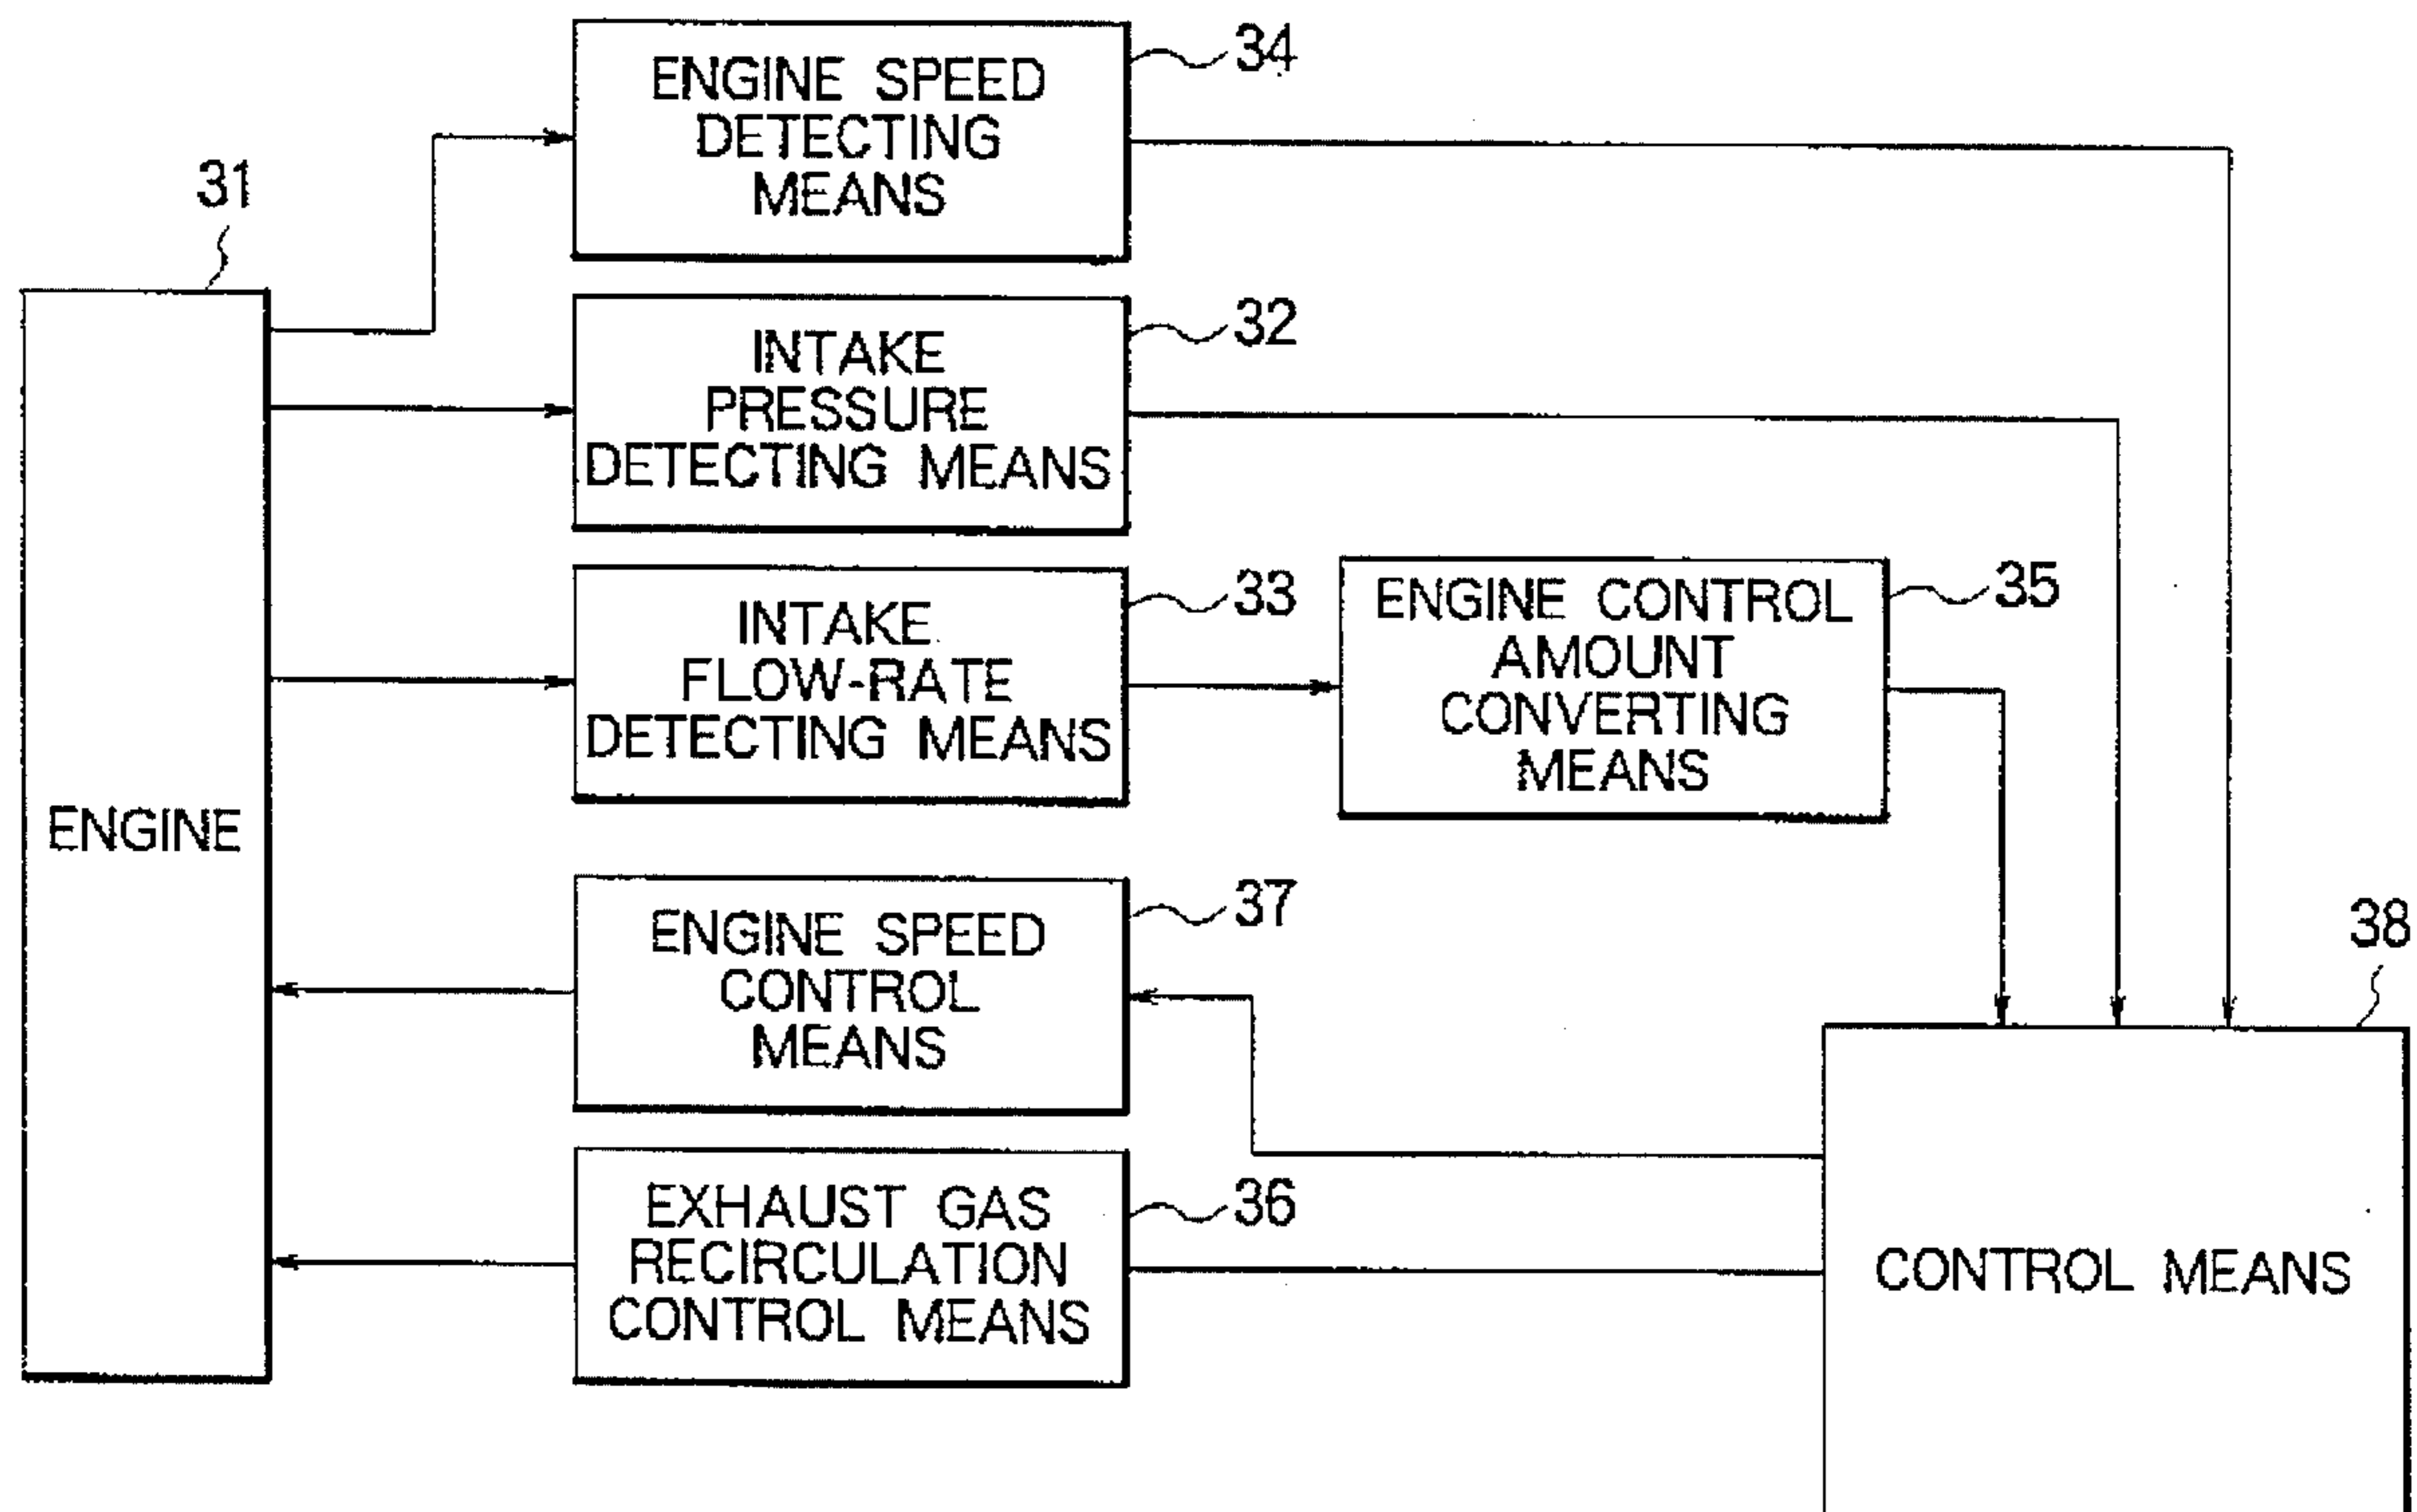 34
ENGINE SPEED
DETECTING
MEANS
31
32
INTAKE
PRESSURE
DETECTING MEANS
33
INTAKE
FLOW-RATE
DETECTING MEANS
35
ENGINE CONTROL
AMOUNT
CONVERTING
MEANS
ENGINE
37
ENGINE SPEED
CONTROL
MEANS
38
36
EXHAUST GAS
RECIRCULATION
CONTROL MEANS
CONTROL MEANS